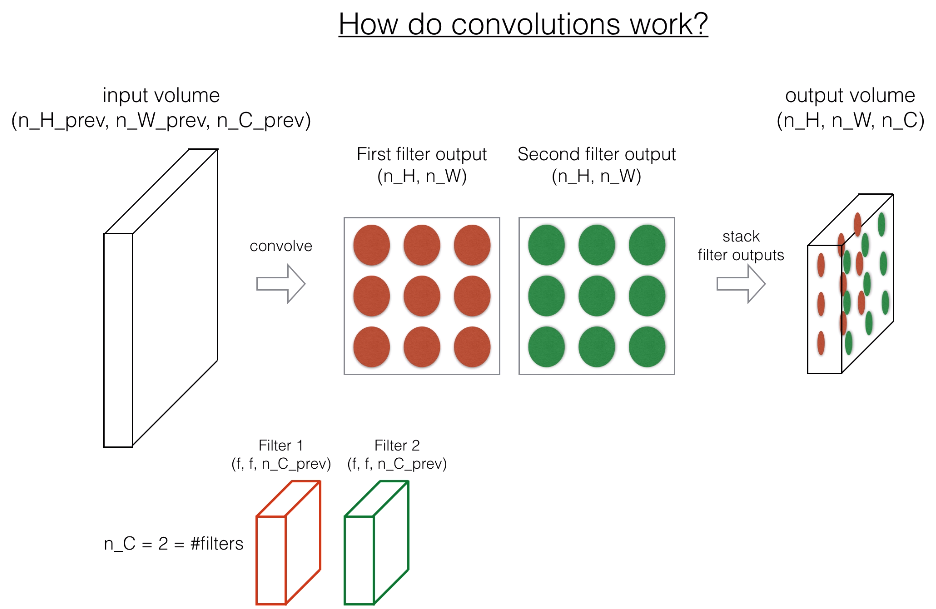 How do convolutions work?
input volume
(n_H_prev, n_W_prev, n_C_prev)
convolve
First filter output
(n_H, n_W)
Second filter output
(n_H, n_W)
stack
filter outputs
output volume
(n_H, n_W, n_C)
Filter 1
(f, f, n_C_prev)
Filter 2
(f, f, n_C_prev)
n_C = 2 = #filters